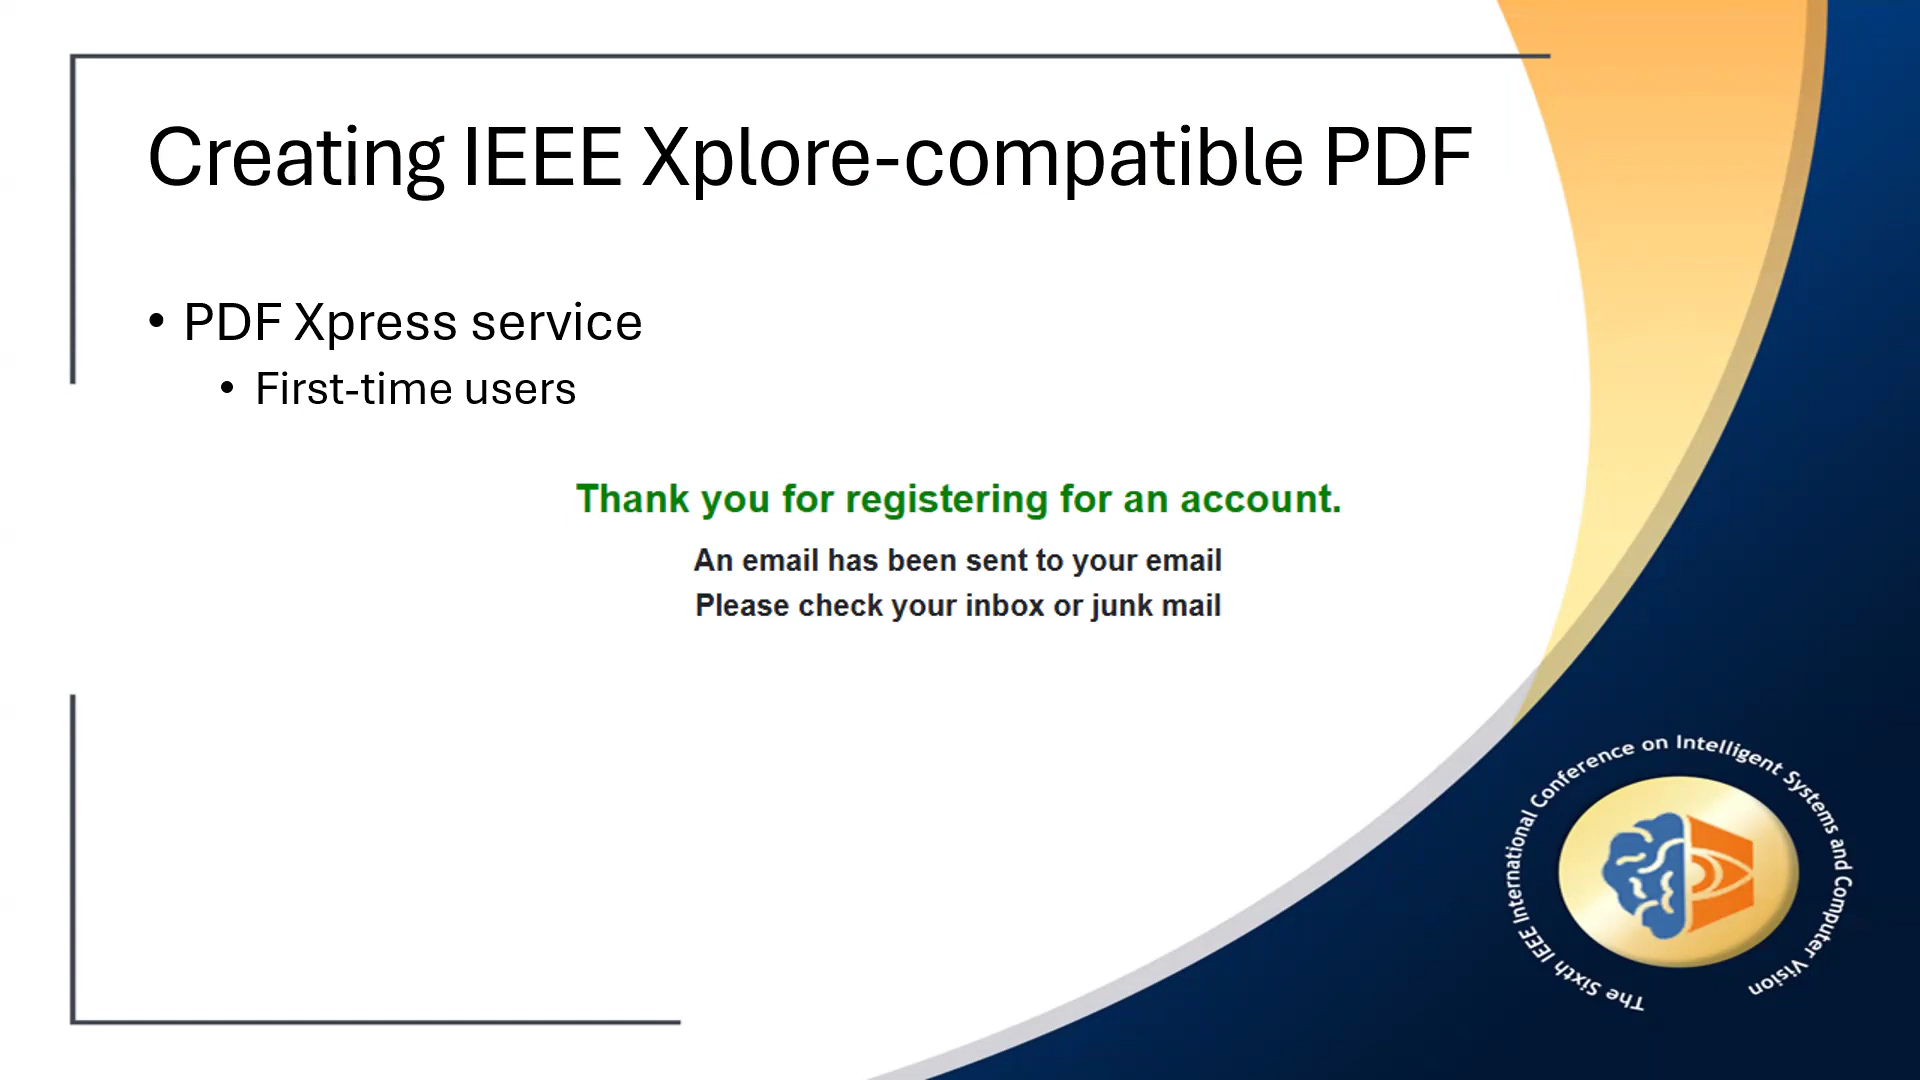 Creating IEEE Xplore-compatible PDF
• PDF Xpress service
• First-time users
Thank you for registering for an account.
An email has been sent to your email
Please check your inbox or junk mail
The Sixth IEEE International Conference on Intelligent Systems and Computer Vision